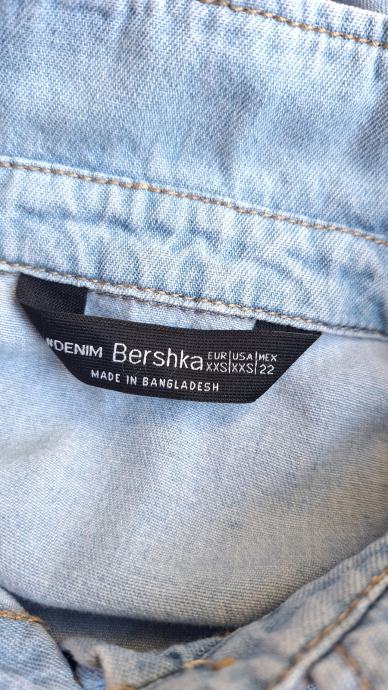 #DENIM Bershka EUR|USA|MEX
XXS|XXS|22
MADE IN BANGLADESH